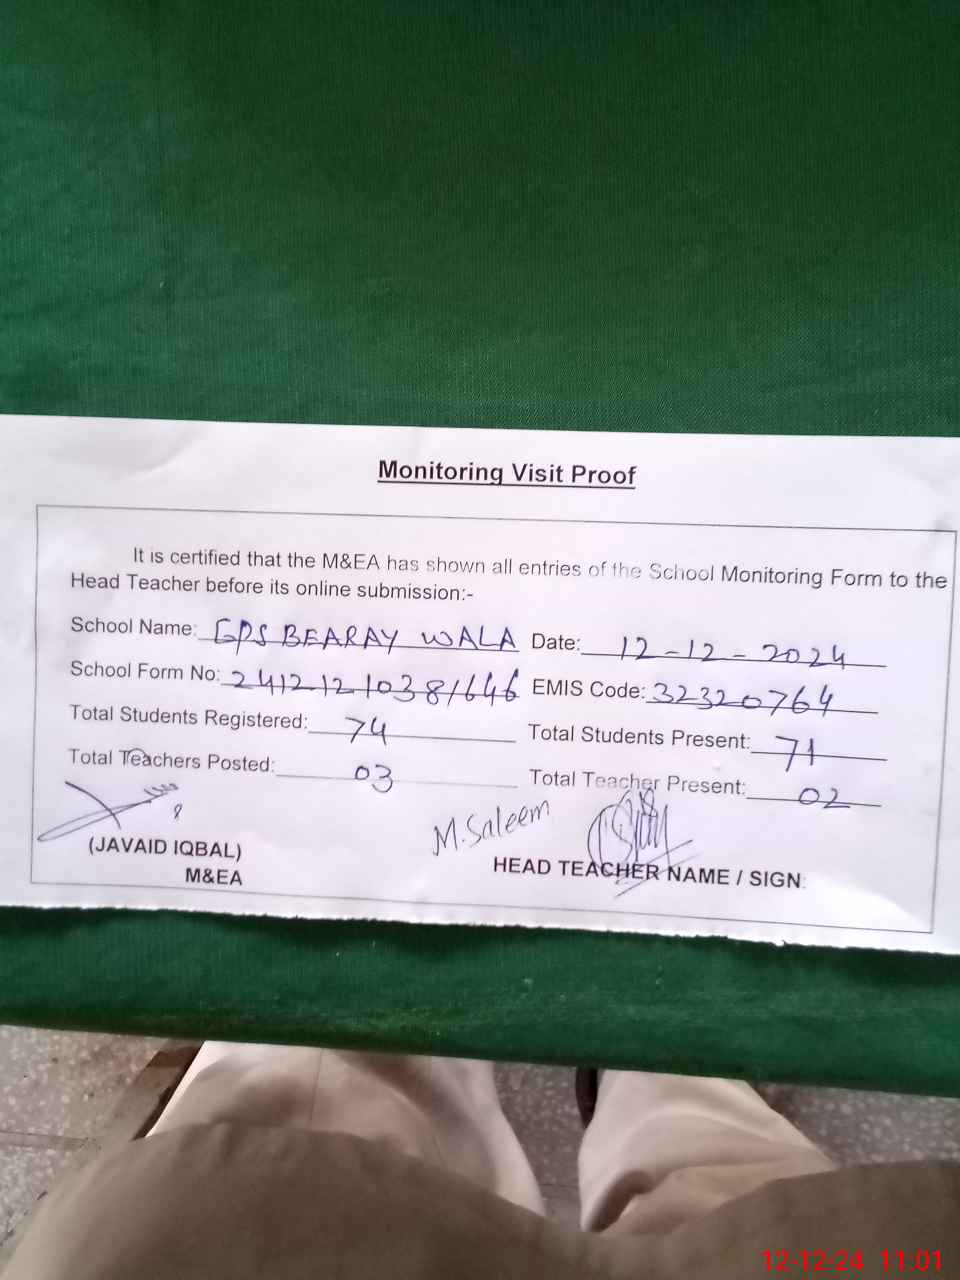 Monitoring Visit Proof
It is certified that the M&EA has shown all entries of the School Monitoring Form to the
Head Teacher before its online submission:-
School Name: GPS BEARAY WALA Date: 12-12-2024
School Form No: 24121210381646 EMIS Code: 32320764
Total Students Registered: 74 Total Students Present: 71
Total Teachers Posted: 03 Total Teacher Present: 02
M.Saleem
(JAVAID IQBAL) HEAD TEACHER NAME / SIGN:
M&EA
12-12-24 11:01